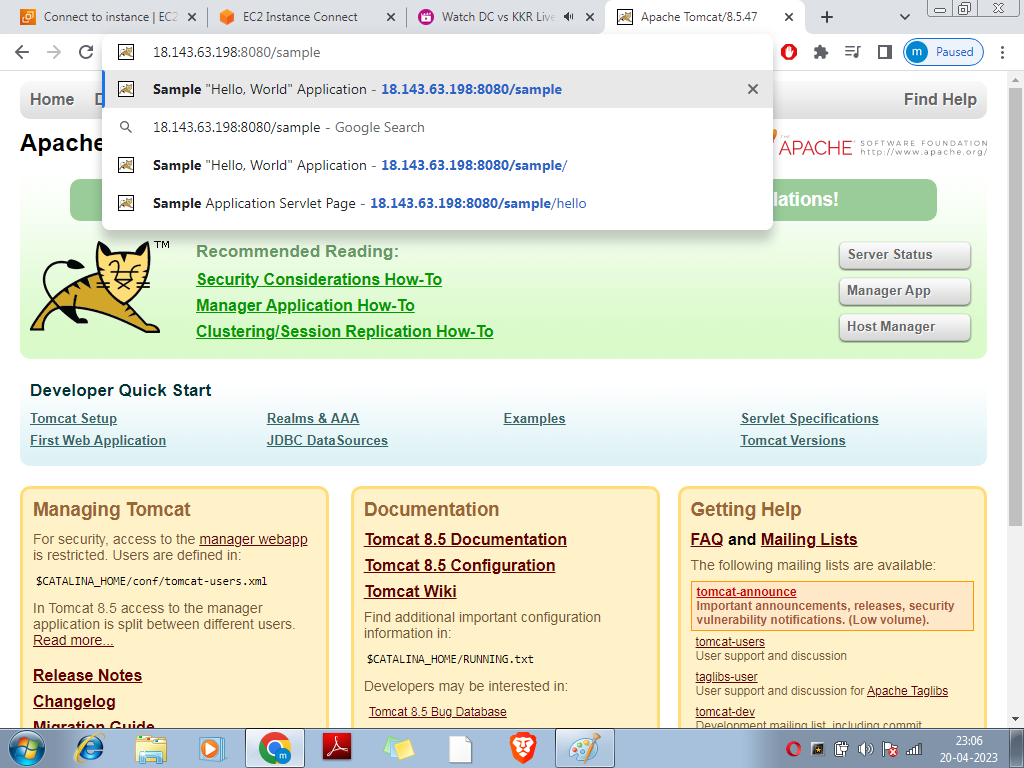 Connect to instance | EC2
EC2 Instance Connect
Watch DC vs KKR Live
Apache Tomcat/8.5.47
18.143.63.198:8080/sample
m Paused
Sample "Hello, World" Application - 18.143.63.198:8080/sample
18.143.63.198:8080/sample - Google Search
Sample "Hello, World" Application - 18.143.63.198:8080/sample/
Sample Application Servlet Page - 18.143.63.198:8080/sample/hello
Home
Find Help
Apache
THE
APACHE
SOFTWARE FOUNDATION
http://www.apache.org/
lations!
TM
Recommended Reading:
Security Considerations How-To
Manager Application How-To
Clustering/Session Replication How-To
Server Status
Manager App
Host Manager
Developer Quick Start
Tomcat Setup
First Web Application
Realms & AAA
JDBC DataSources
Examples
Servlet Specifications
Tomcat Versions
Managing Tomcat
For security, access to the manager webapp
is restricted. Users are defined in:
$CATALINA_HOME/conf/tomcat-users.xml
In Tomcat 8.5 access to the manager
application is split between different users.
Read more...
Release Notes
Changelog
Migration Guide
Documentation
Tomcat 8.5 Documentation
Tomcat 8.5 Configuration
Tomcat Wiki
Find additional important configuration
information in:
$CATALINA_HOME/RUNNING.txt
Developers may be interested in:
Tomcat 8.5 Bug Database
Getting Help
FAQ and Mailing Lists
The following mailing lists are available:
tomcat-announce
Important announcements, releases, security
vulnerability notifications. (Low volume).
tomcat-users
User support and discussion
taglibs-user
User support and discussion for Apache Taglibs
tomcat-dev
Development mailing list, including commit
m
23:06
20-04-2023